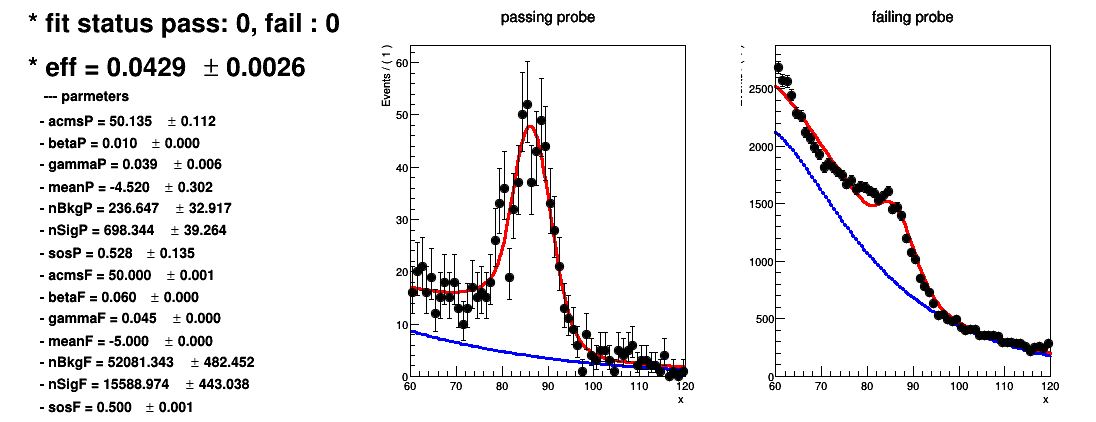 * fit status pass: 0, fail : 0
* eff = 0.0429 ± 0.0026
--- parmeters
- acmsP = 50.135 ± 0.112
- betaP = 0.010 ± 0.000
- gammaP = 0.039 ± 0.006
- meanP = -4.520 ± 0.302
- nBkgP = 236.647 ± 32.917
- nSigP = 698.344 ± 39.264
- sosP = 0.528 ± 0.135
- acmsF = 50.000 ± 0.001
- betaF = 0.060 ± 0.000
- gammaF = 0.045 ± 0.000
- meanF = -5.000 ± 0.000
- nBkgF = 52081.343 ± 482.452
- nSigF = 15588.974 ± 443.038
- sosF = 0.500 ± 0.001
passing probe
Events / ( 1 )
60
50
40
30
20
10
0
60 70 80 90 100 110 120
x
failing probe
2500
2000
1500
1000
500
0
60 70 80 90 100 110 120
x